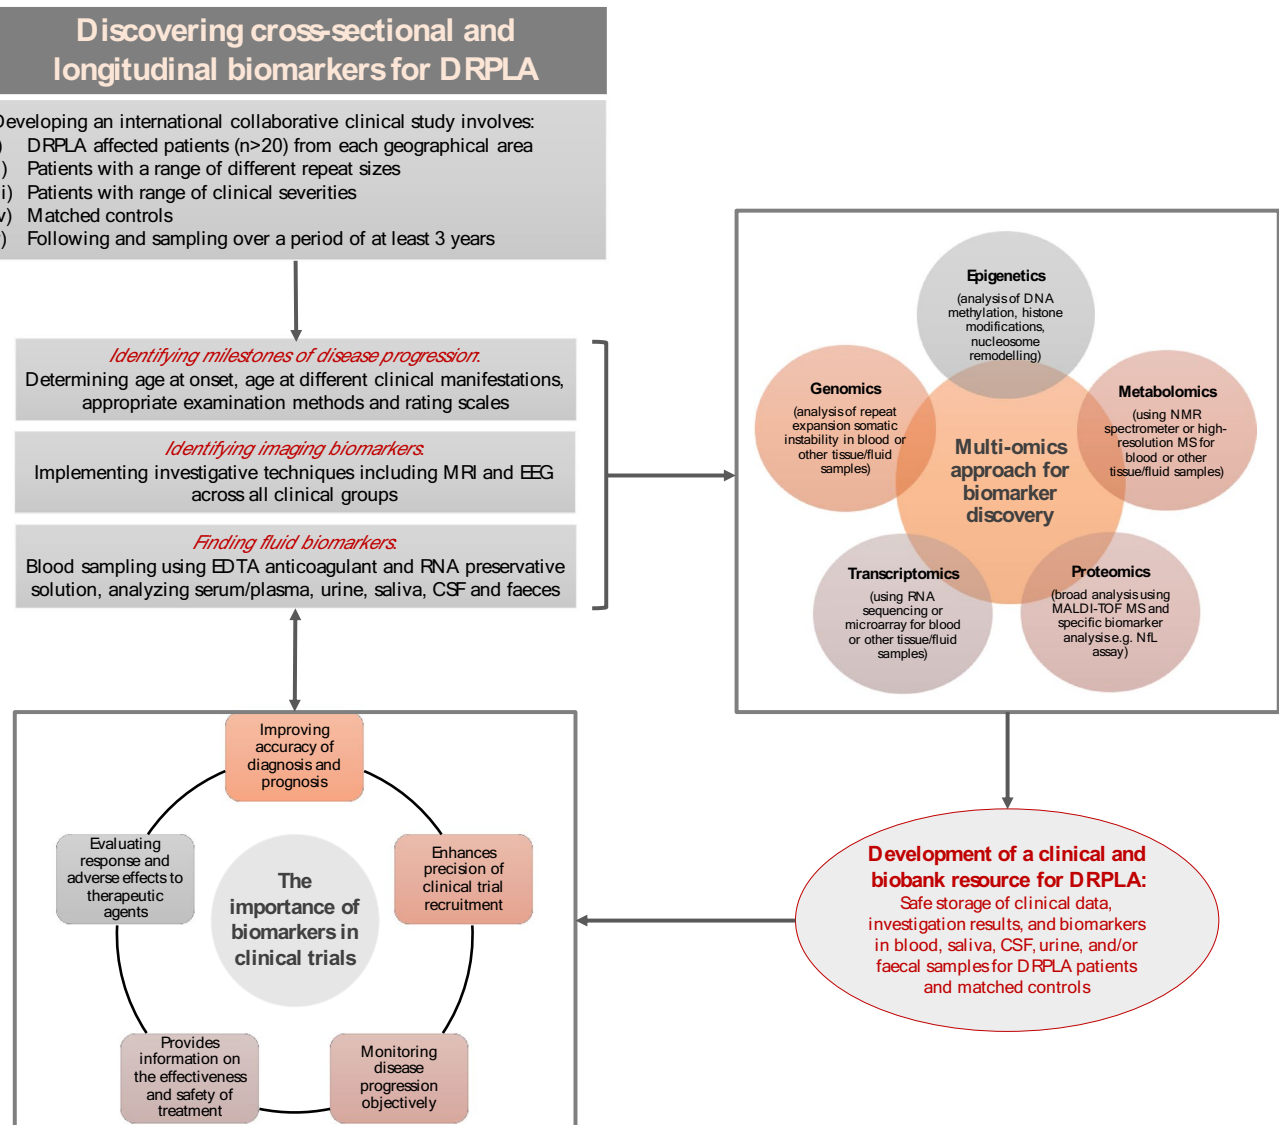 Discovering cross-sectional and
longitudinal biomarkers for DRPLA
Developing an international collaborative clinical study involves:
) DRPLA affected patients (n>20) from each geographical area
) Patients with a range of different repeat sizes
i) Patients with range of clinical severities
v) Matched controls
) Following and sampling over a period of at least 3 years
Identifying milestones of disease progression:
Determining age at onset, age at different clinical manifestations,
appropriate examination methods and rating scales
Identifying imaging biomarkers:
Implementing investigative techniques including MRI and EEG
across all clinical groups
Finding fluid biomarkers:
Blood sampling using EDTA anticoagulant and RNA preservative
solution, analyzing serum/plasma, urine, saliva, CSF and faeces
Epigenetics
(analysis of DNA
methylation, histone
modifications,
nucleosome
remodelling)
Genomics
(analysis of repeat
expansion somatic
instability in blood or
other tissue/fluid
samples)
Metabolomics
(using NMR
spectrometer or high-
resolution MS for
blood or other
tissue/fluid samples)
Multi-omics
approach for
biomarker
discovery
Transcriptomics
(using RNA
sequencing or
microarray for blood
or other tissue/fluid
samples)
Proteomics
(broad analysis using
MALDI-TOF MS and
specific biomarker
analysis e.g. NfL
assay)
Improving
accuracy of
diagnosis and
prognosis
Evaluating
response and
adverse effects to
therapeutic
agents
The
importance of
biomarkers in
clinical trials
Enhances
precision of
clinical trial
recruitment
Provides
information on
the effectiveness
and safety of
treatment
Monitoring
disease
progression
objectively
Development of a clinical and
biobank resource for DRPLA:
Safe storage of clinical data,
investigation results, and biomarkers
in blood, saliva, CSF, urine, and/or
faecal samples for DRPLA patients
and matched controls